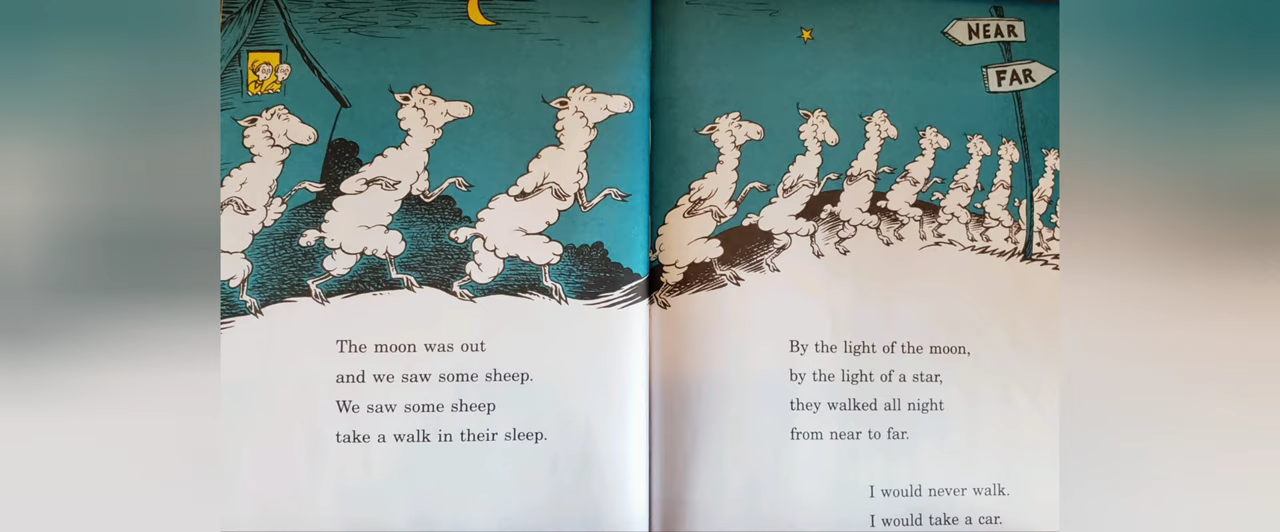 The moon was out
and we saw some sheep.
We saw some sheep
take a walk in their sleep.
NEAR
FAR
By the light of the moon,
by the light of a star,
they walked all night
from near to far.
I would never walk.
I would take a car.